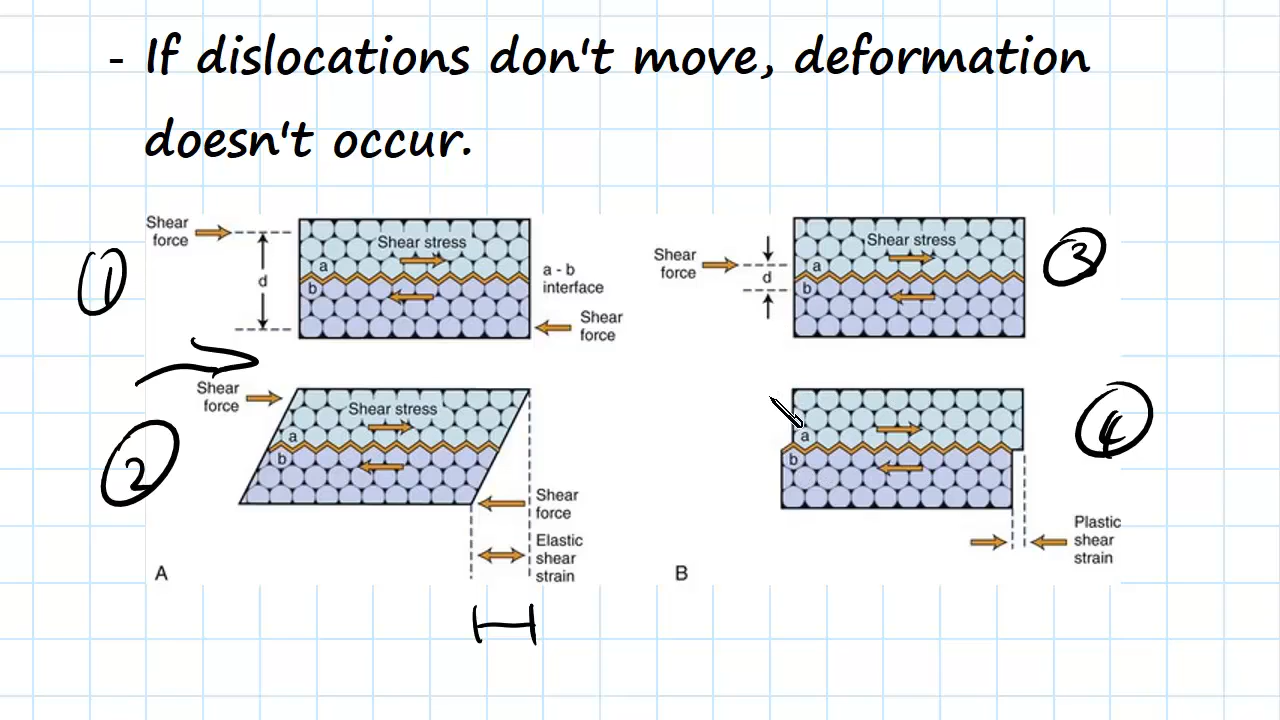 - If dislocations don't move, deformation
doesn't occur.
Shear
force
d
Shear stress
a
b
a - b
interface
Shear
force
1
Shear
force
Shear stress
d
a
b
3
Shear
force
Shear stress
a
b
Shear
force
Elastic
shear
strain
2
A
a
b
4
Plastic
shear
strain
B